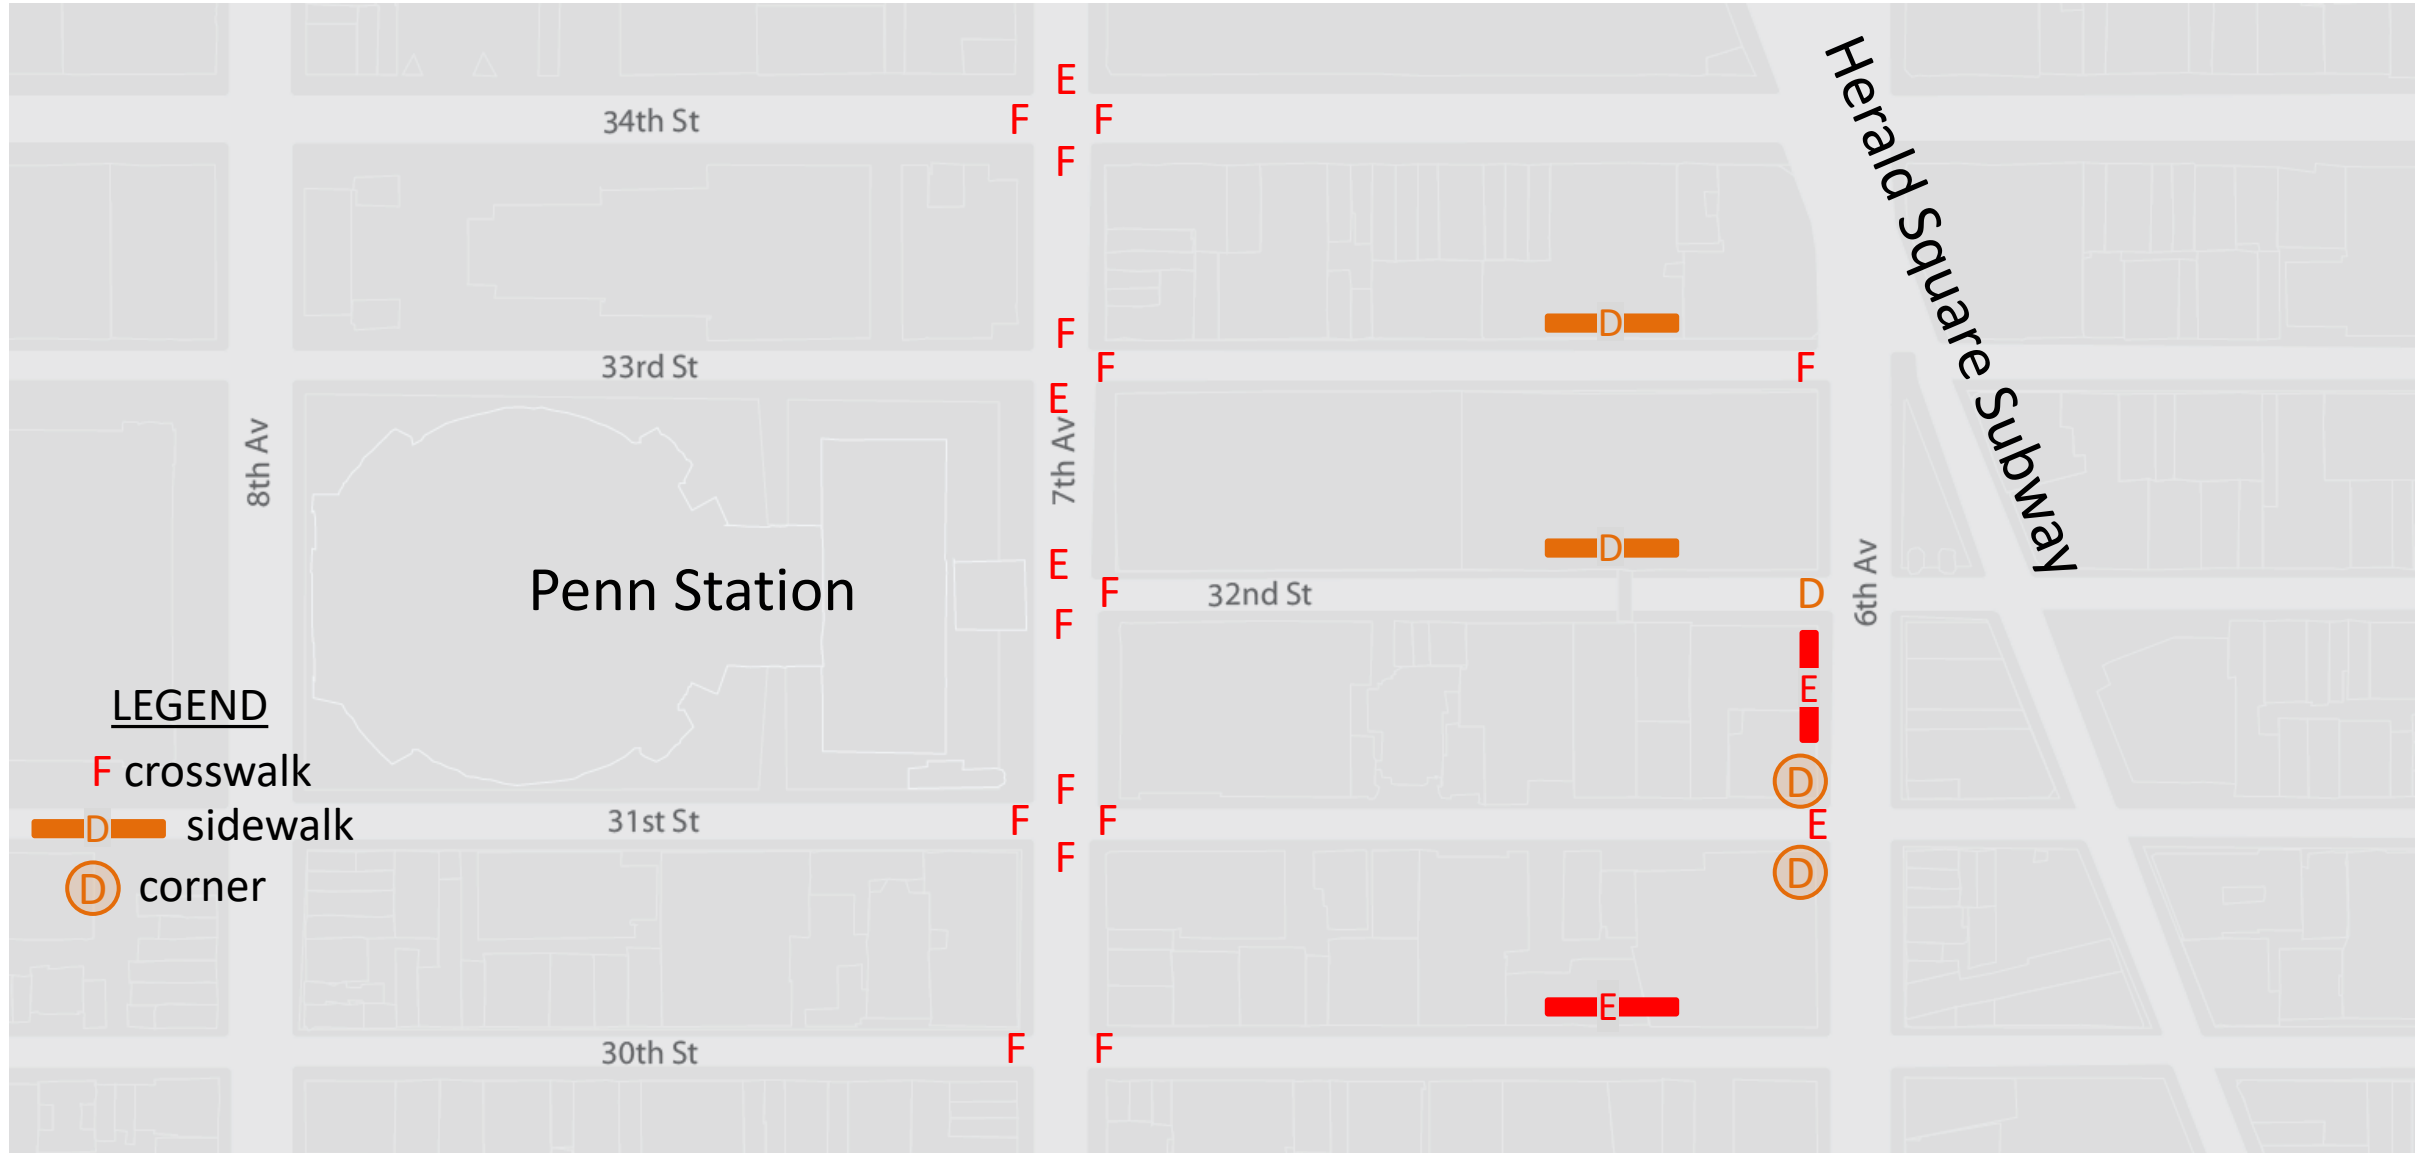 E
F F
34th St
F
Herald Square Subway
D
F
33rd St
F F
E
8th Av
7th Av
D
E
Penn Station
F
32nd St
D
6th Av
F
E
LEGEND
F crosswalk
D sidewalk
D corner
F
D
31st St
F F
E
F
D
E
30th St
F F